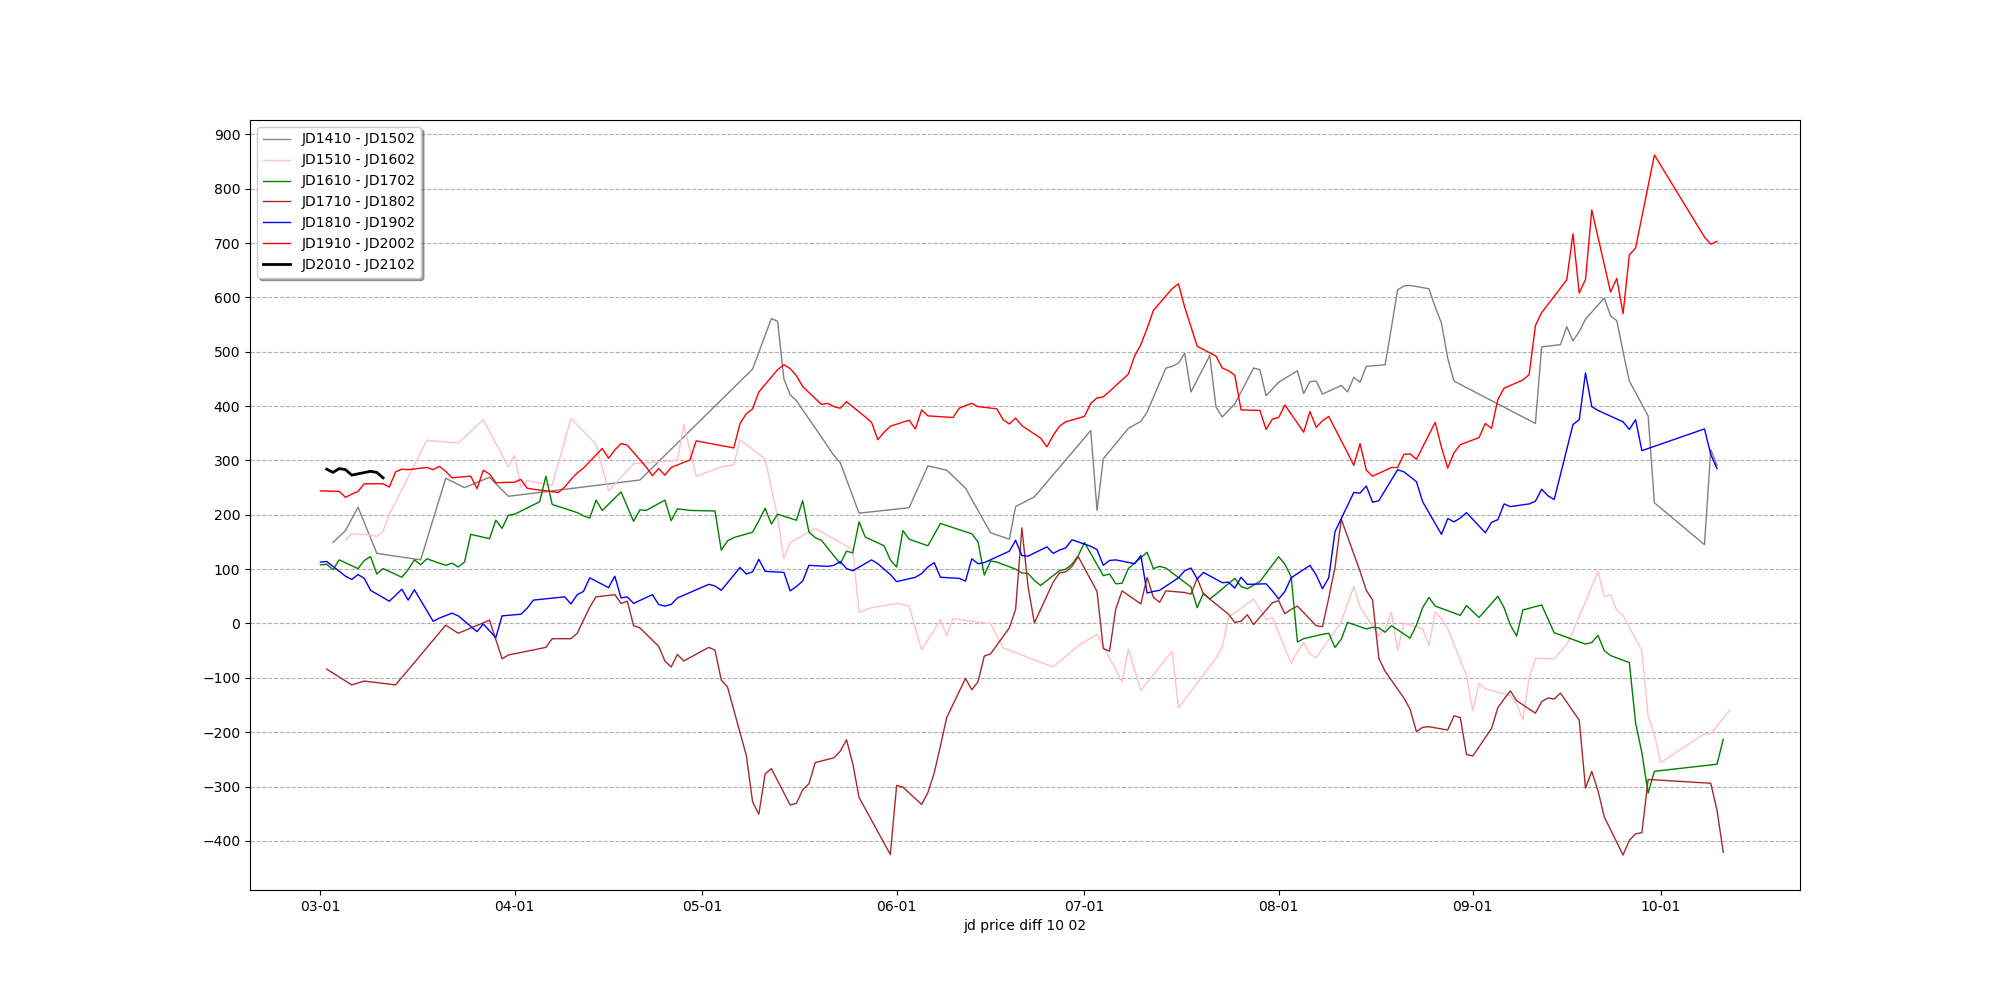 JD1410 - JD1502
JD1510 - JD1602
JD1610 - JD1702
JD1710 - JD1802
JD1810 - JD1902
JD1910 - JD2002
JD2010 - JD2102
900
800
700
600
500
400
300
200
100
0
−100
−200
−300
−400
03-01 04-01 05-01 06-01 07-01 08-01 09-01 10-01
jd price diff 10 02